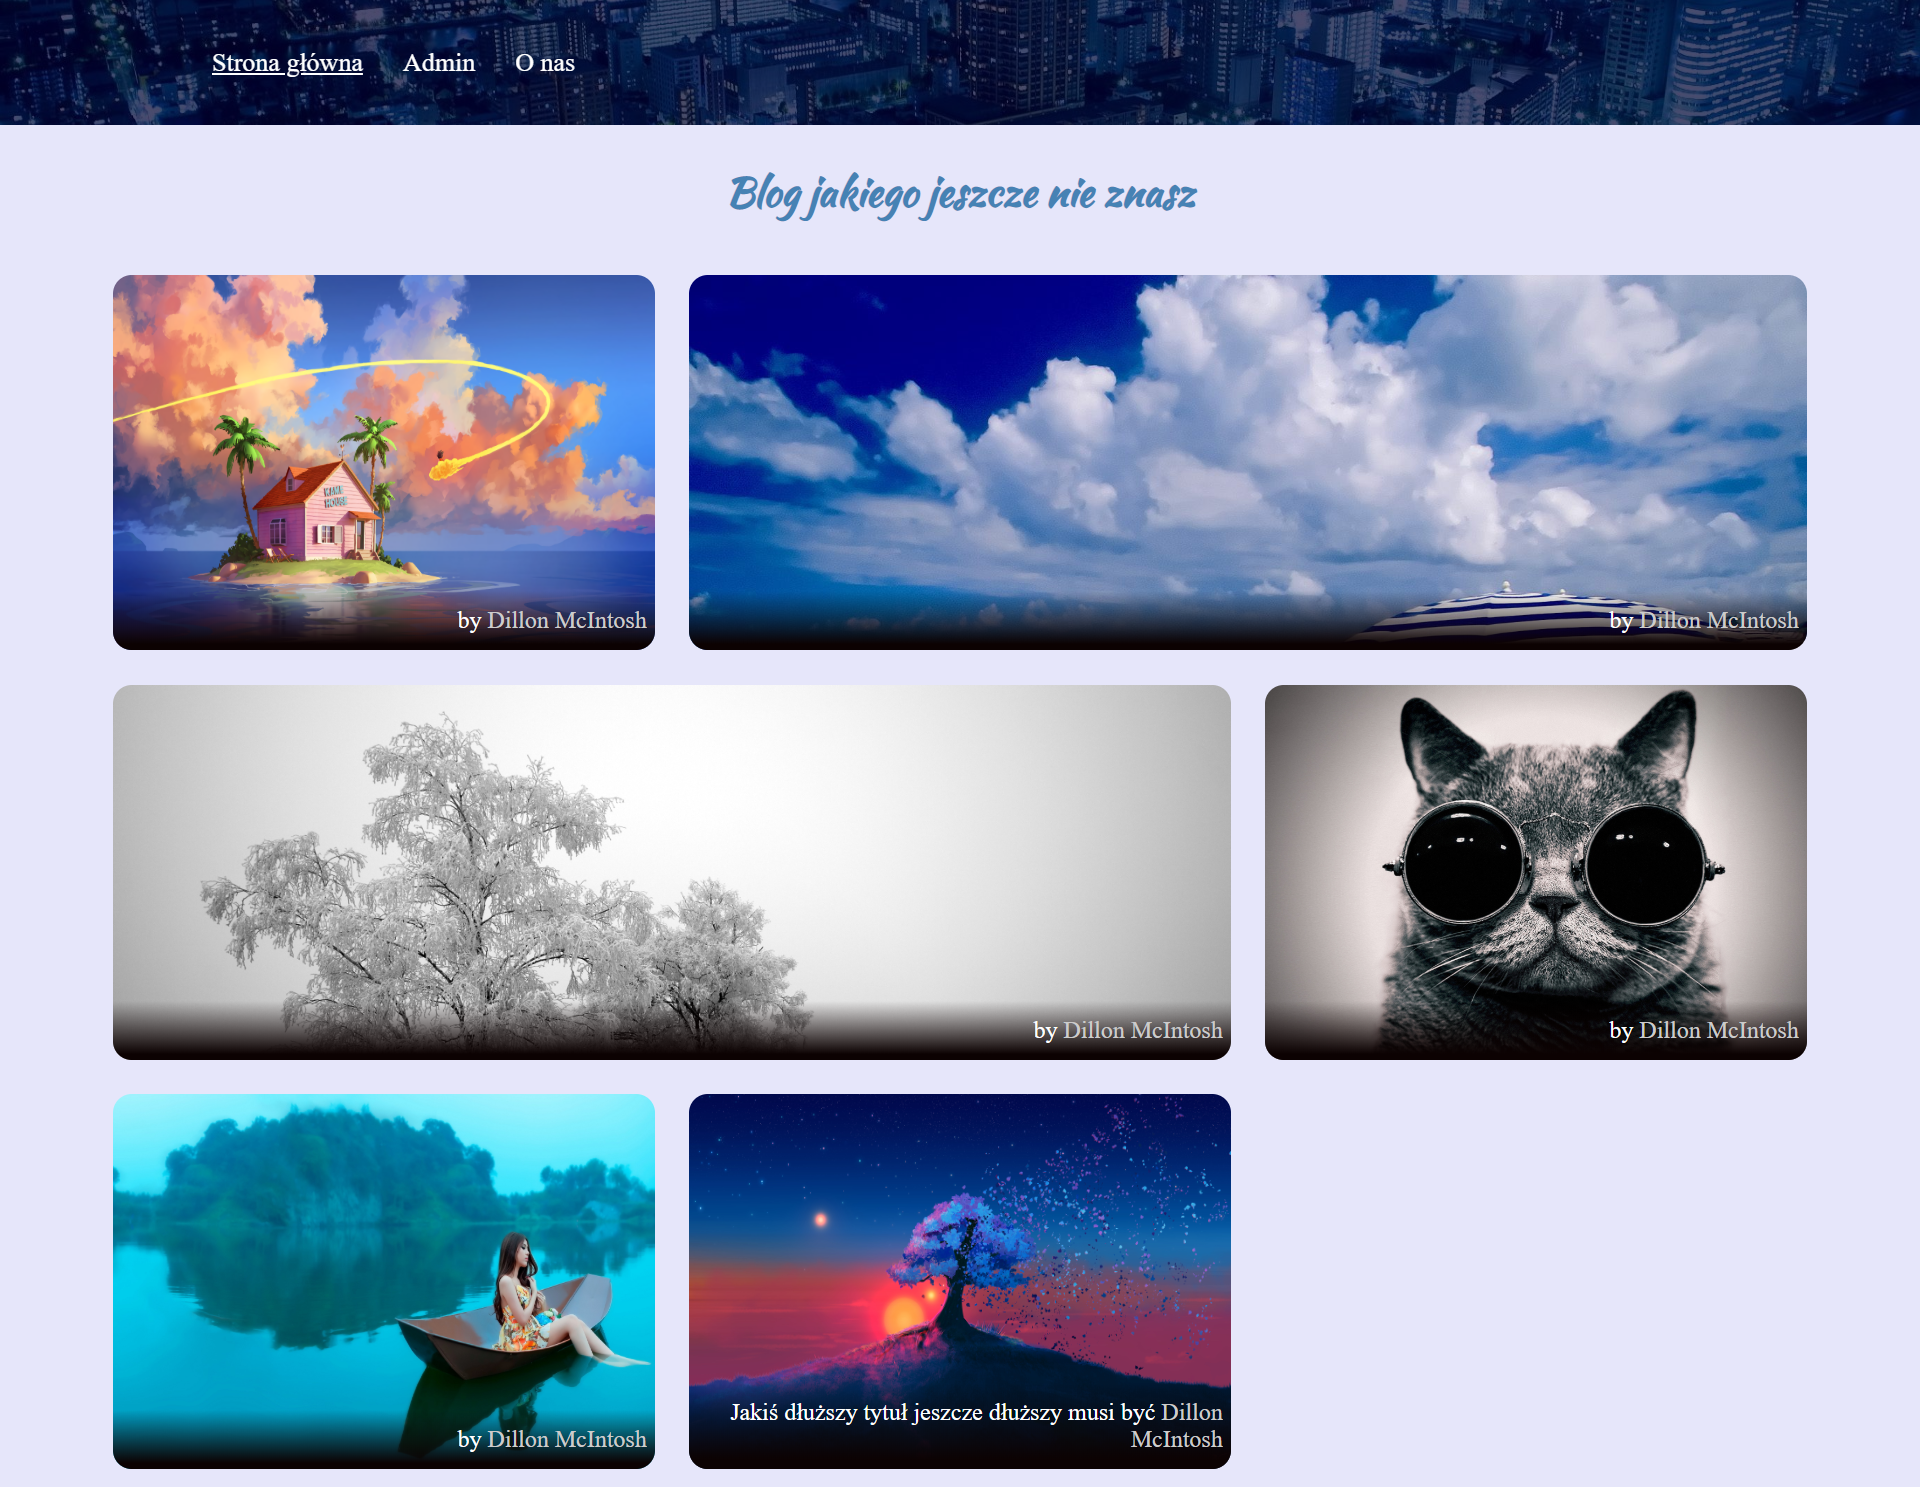 Strona główna Admin O nas
Blog jakiego jeszcze nie znasz
KAME
HOUSE
by Dillon McIntosh
by Dillon McIntosh
by Dillon McIntosh
by Dillon McIntosh
by Dillon McIntosh
Jakiś dłuższy tytuł jeszcze dłuższy musi być Dillon
McIntosh